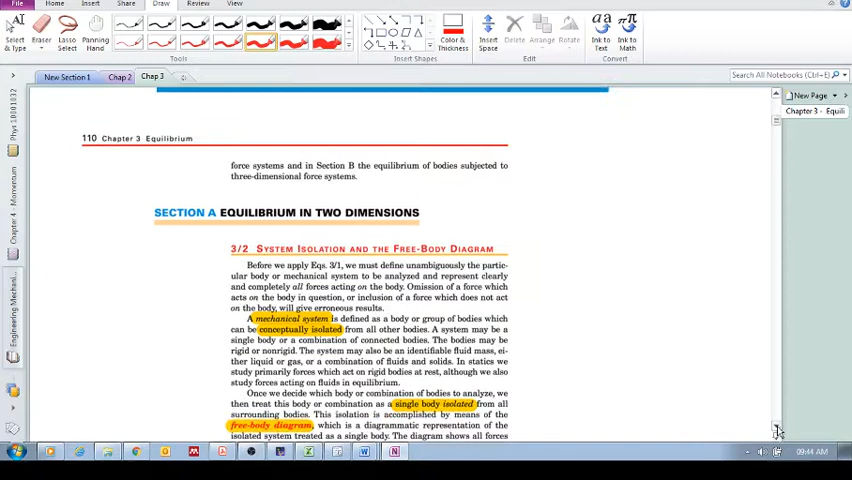 Home Insert Share Draw Review View
Select & Type
Eraser
Lasso Select
Panning Hand
Color & Thickness
Insert Space
Delete
Arrange
Rotate
Ink to Text
Ink to Math
Tools
Insert Shapes
Edit
Convert
New Section 1
Chap 2
Chap 3
Search All Notebooks (Ctrl+E)
New Page
Chapter 3 - Equili
Phys 10001032
Chapter 4 - Momentum
Engineering Mechani
110 Chapter 3 Equilibrium
force systems and in Section B the equilibrium of bodies subjected to
three-dimensional force systems.
SECTION A EQUILIBRIUM IN TWO DIMENSIONS
3/2 SYSTEM ISOLATION AND THE FREE-BODY DIAGRAM
Before we apply Eqs. 3/1, we must define unambiguously the partic-
ular body or mechanical system to be analyzed and represent clearly
and completely all forces acting on the body. Omission of a force which
acts on the body in question, or inclusion of a force which does not act
on the body, will give erroneous results.
A mechanical system is defined as a body or group of bodies which
can be conceptually isolated from all other bodies. A system may be a
single body or a combination of connected bodies. The bodies may be
rigid or nonrigid. The system may also be an identifiable fluid mass, ei-
ther liquid or gas, or a combination of fluids and solids. In statics we
study primarily forces which act on rigid bodies at rest, although we also
study forces acting on fluids in equilibrium.
Once we decide which body or combination of bodies to analyze, we
then treat this body or combination as a single body isolated from all
surrounding bodies. This isolation is accomplished by means of the
free-body diagram, which is a diagrammatic representation of the
isolated system treated as a single body. The diagram shows all forces
09:44 AM